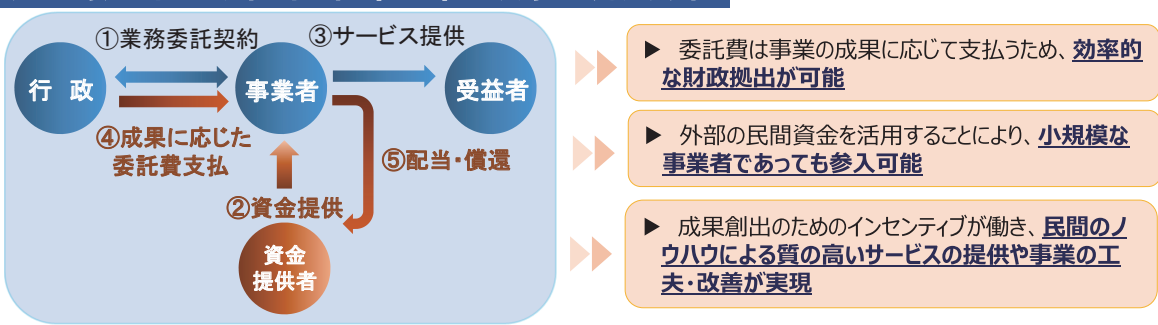 ①業務委託契約
③サービス提供
行 政
事業者
受益者
④成果に応じた
委託費支払
⑤配当・償還
②資金提供
資金
提供者
▶ 委託費は事業の成果に応じて支払うため、効率的
な財政拠出が可能
▶ 外部の民間資金を活用することにより、小規模な
事業者であっても参入可能
▶ 成果創出のためのインセンティブが働き、民間のノ
ウハウによる質の高いサービスの提供や事業の工
夫・改善が実現